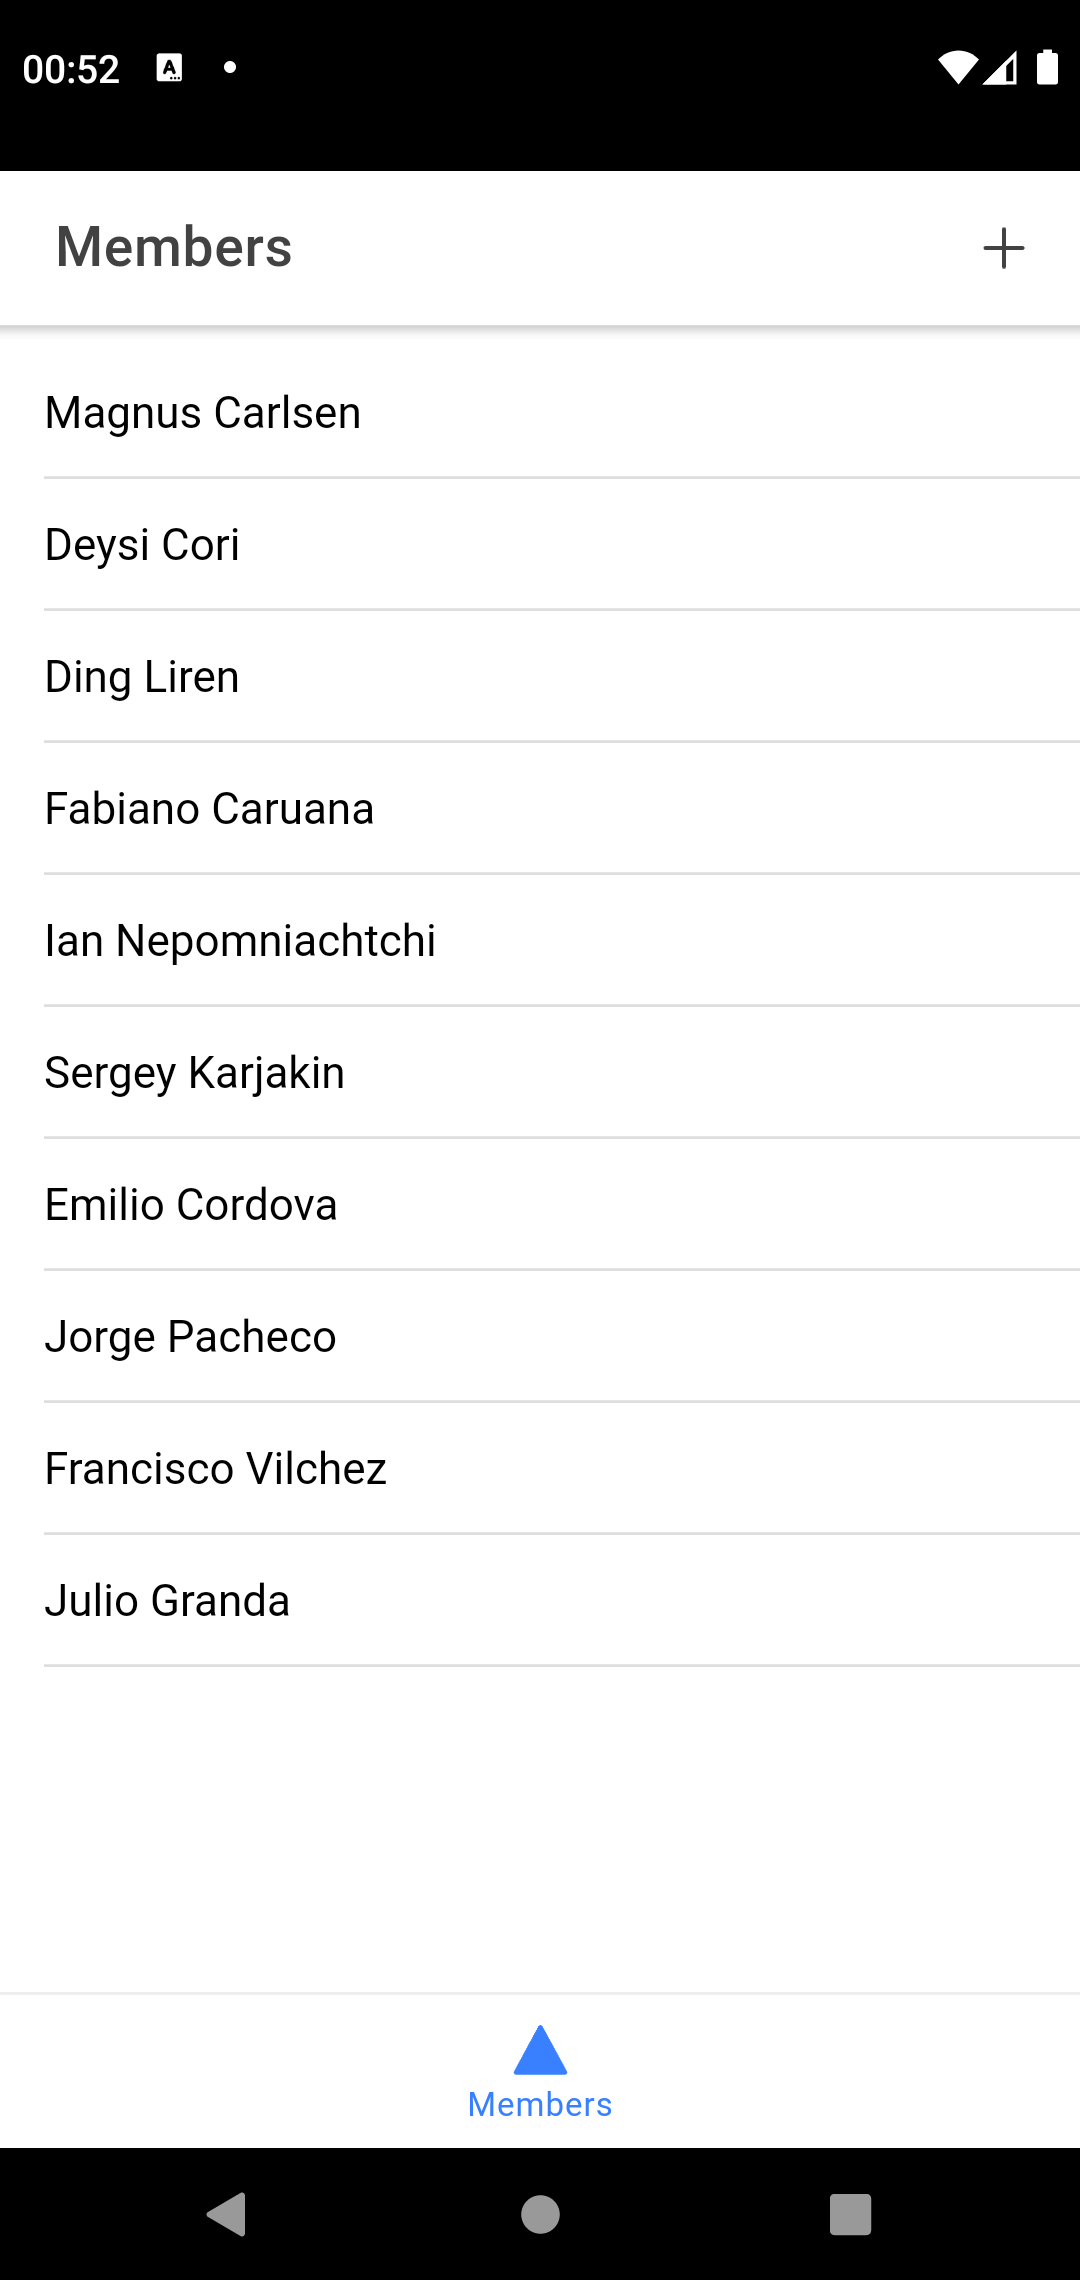 00:52
Members
Magnus Carlsen
Deysi Cori
Ding Liren
Fabiano Caruana
Ian Nepomniachtchi
Sergey Karjakin
Emilio Cordova
Jorge Pacheco
Francisco Vilchez
Julio Granda
Members